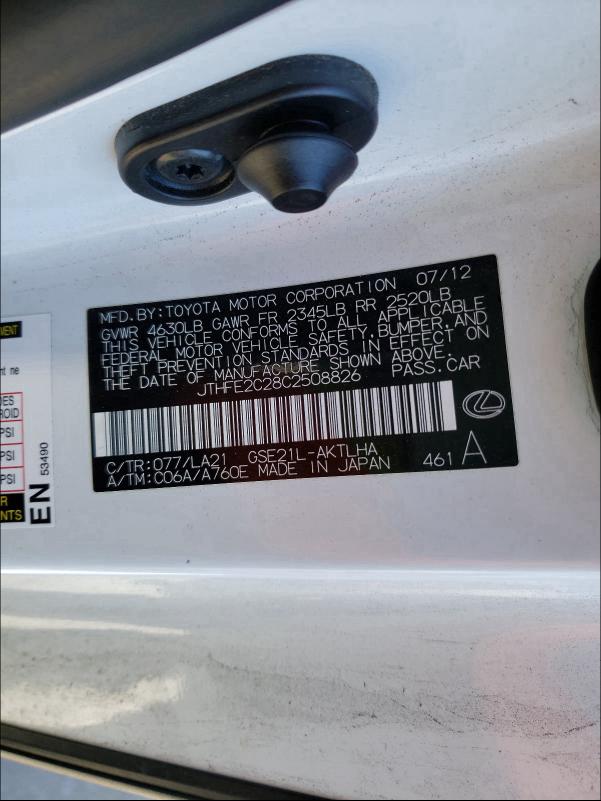 MFD. BY: TOYOTA MOTOR CORPORATION 07/12
GVWR 4630LB GAWR FR 2345LB RR 2520LB
THIS VEHICLE CONFORMS TO ALL APPLICABLE
FEDERAL MOTOR VEHICLE SAFETY, BUMPER, AND
THEFT PREVENTION STANDARDS IN EFFECT ON
THE DATE OF MANUFACTURE SHOWN ABOVE.
JTHFE2C28C2508826 PASS. CAR
C/TR: 077/LA21 GSE21L-AKTLHA
A/TM: C06A/A760E MADE IN JAPAN 461 A
PSI
PSI
PSI
EN 53490